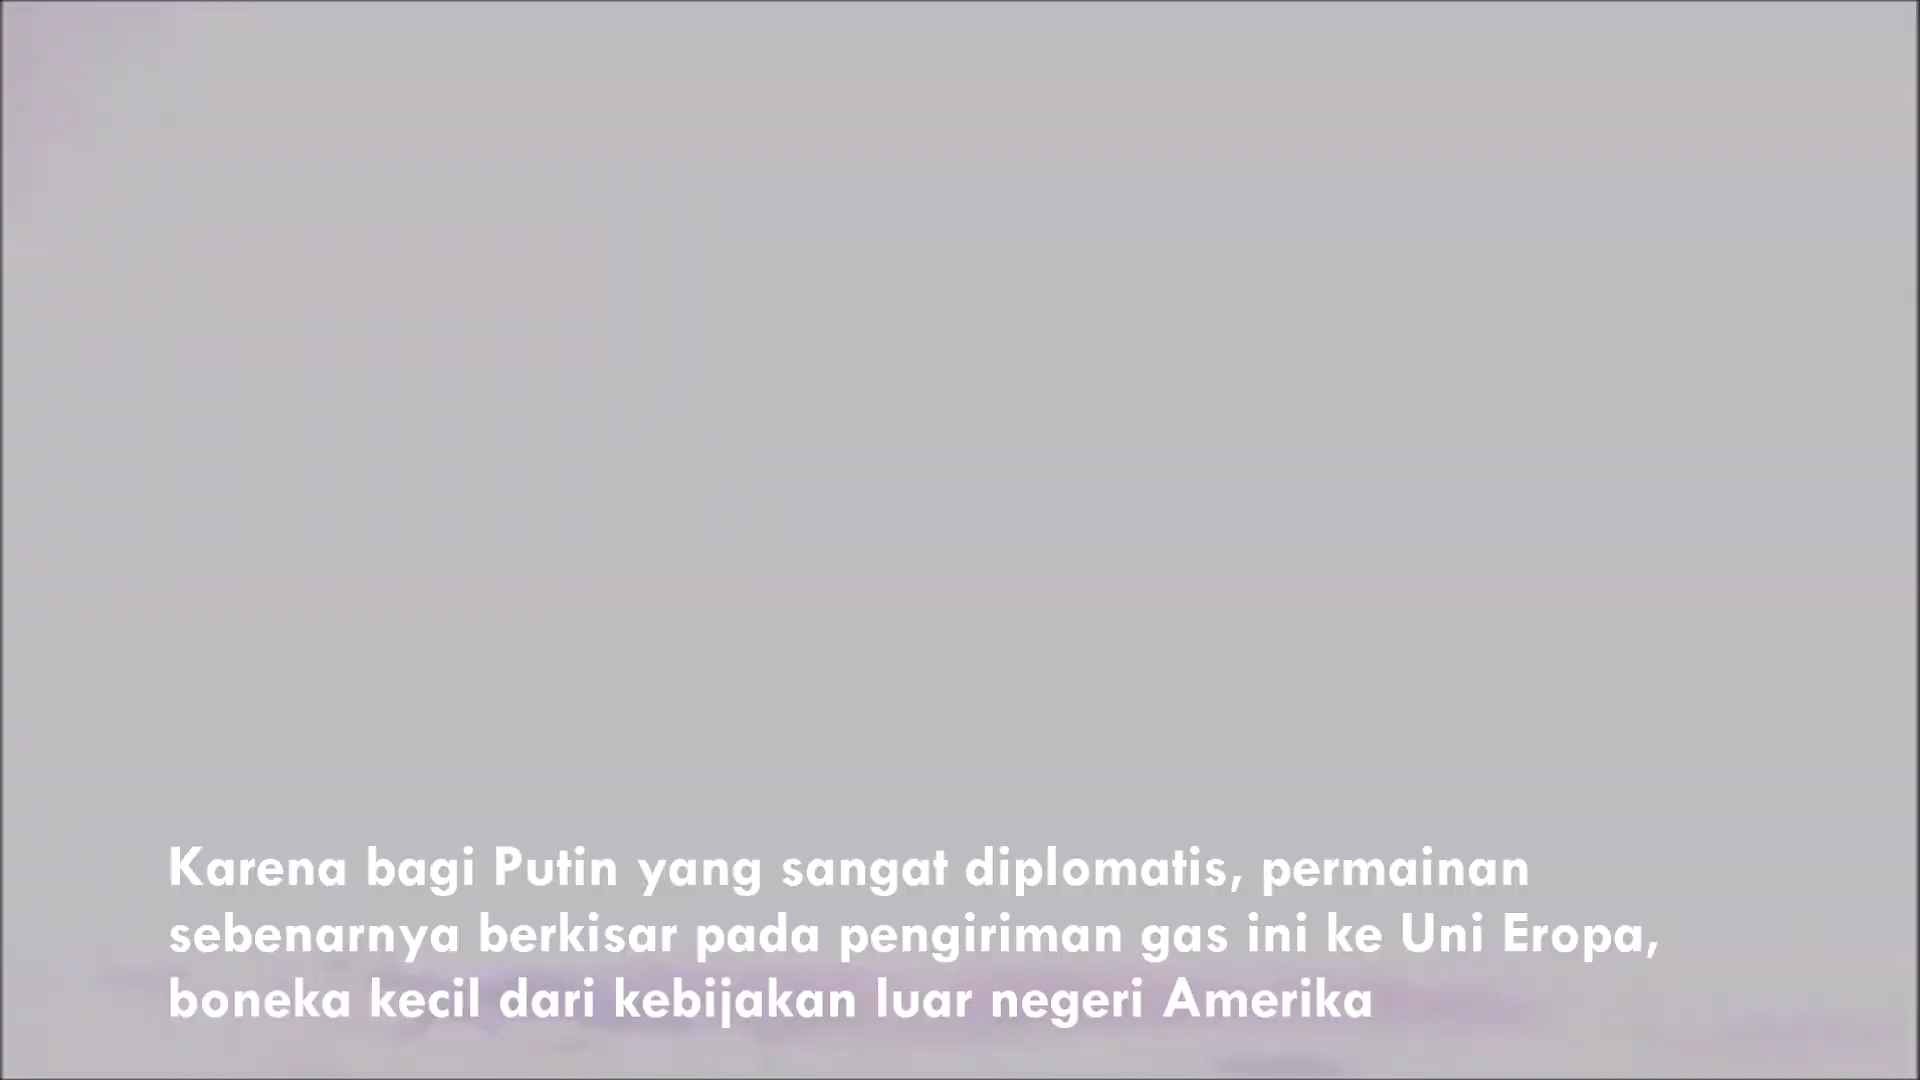 Karena bagi Putin yang sangat diplomatis, permainan
sebenarnya berkisar pada pengiriman gas ini ke Uni Eropa,
boneka kecil dari kebijakan luar negeri Amerika